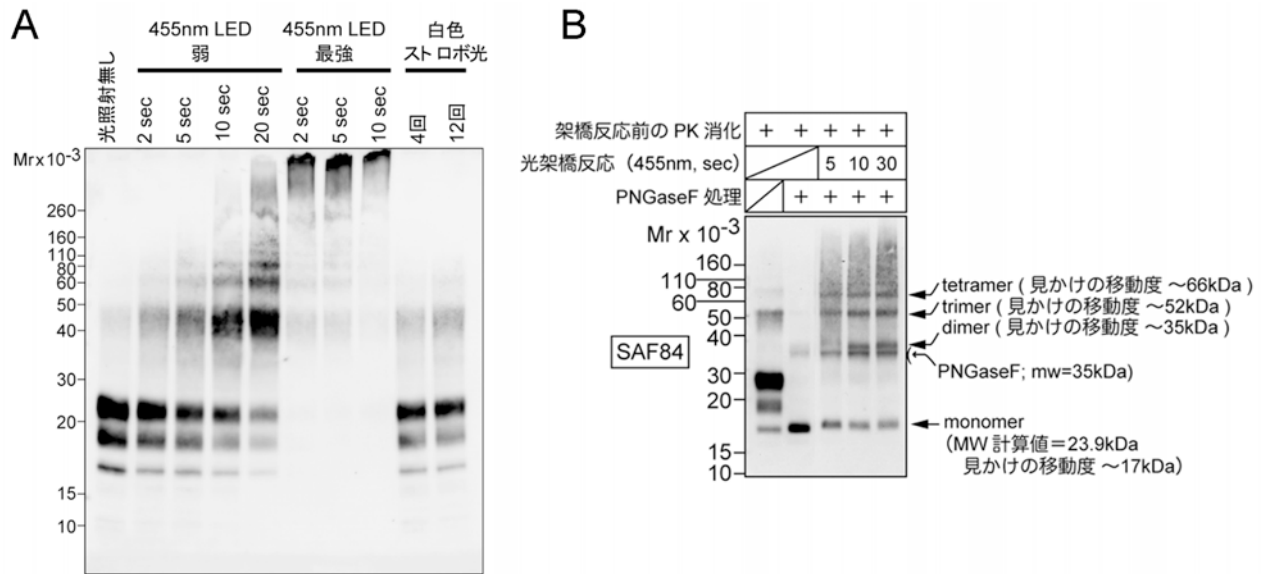 A
455nm LED
弱
455nm LED
最強
白色
ストロボ光
光照射無し
2 sec
5 sec
10 sec
20 sec
2 sec
5 sec
10 sec
4回
12回
Mrx10-3
260
160
110
80
60
50
40
30
20
15
10
B
架橋反応前の PK 消化 + + + + +
光架橋反応（455nm, sec） 5 10 30
PNGaseF 処理 + + + +
Mr x 10-3
160
110
80
60
50
40
30
20
15
10
SAF84
tetramer ( 見かけの移動度 ～66kDa )
trimer ( 見かけの移動度 ～52kDa )
dimer ( 見かけの移動度 ～35kDa )
PNGaseF; mw=35kDa)
monomer
（MW 計算値＝23.9kDa
見かけの移動度 ～17kDa）